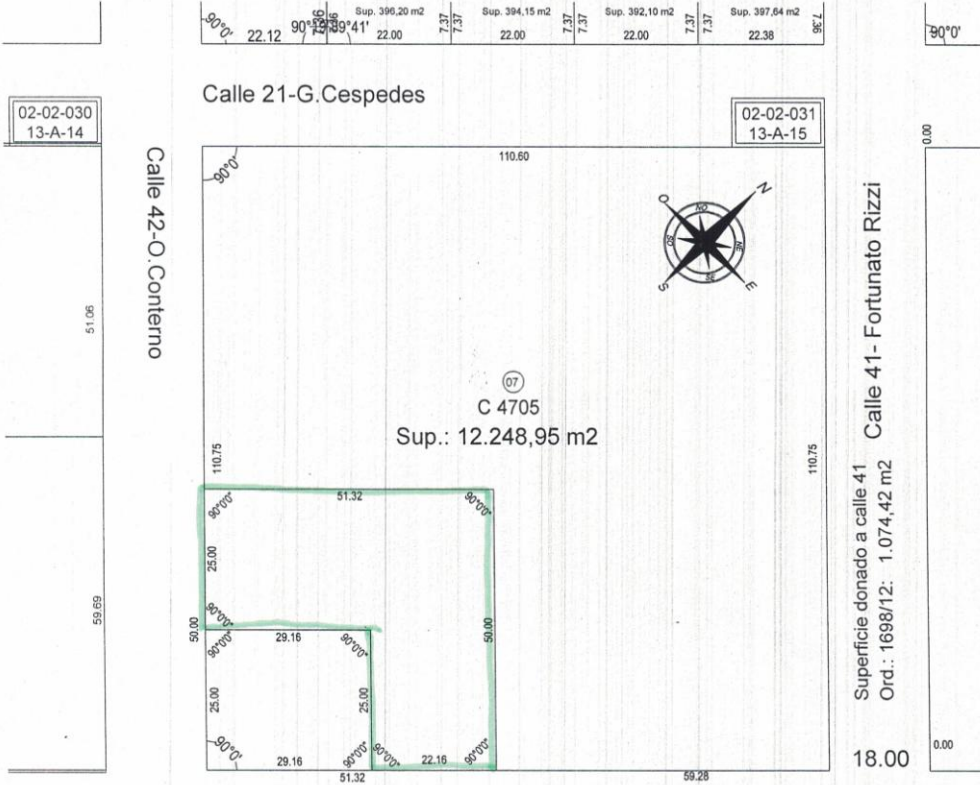 Sup. 396,20 m2
Sup. 394,15 m2
Sup. 392,10 m2
Sup. 397,64 m2
90°0'
22.12
89°41'
22.00
7.37
7.37
22.00
7.37
7.37
22.00
7.37
7.37
22.38
7.36
90°0'
Calle 21-G.Cespedes
02-02-030
13-A-14
02-02-031
13-A-15
0.00
90°0'
110.60
Calle 42-O.Conterno
N
O
NO
SO
NE
SE
S
E
Calle 41- Fortunato Rizzi
51.06
07
C 4705
Sup.: 12.248,95 m2
110.75
110.75
Superficie donado a calle 41
Ord.: 1698/12: 1.074,42 m2
90°0'0"
51.32
90°0'0"
25.00
59.69
90°0'0"
50.00
90°0'0"
29.16
90°0'0"
50.00
25.00
25.00
90°0'
29.16
90°0'0"
90°0'0"
22.16
90°0'0"
51.32
59.28
18.00
0.00